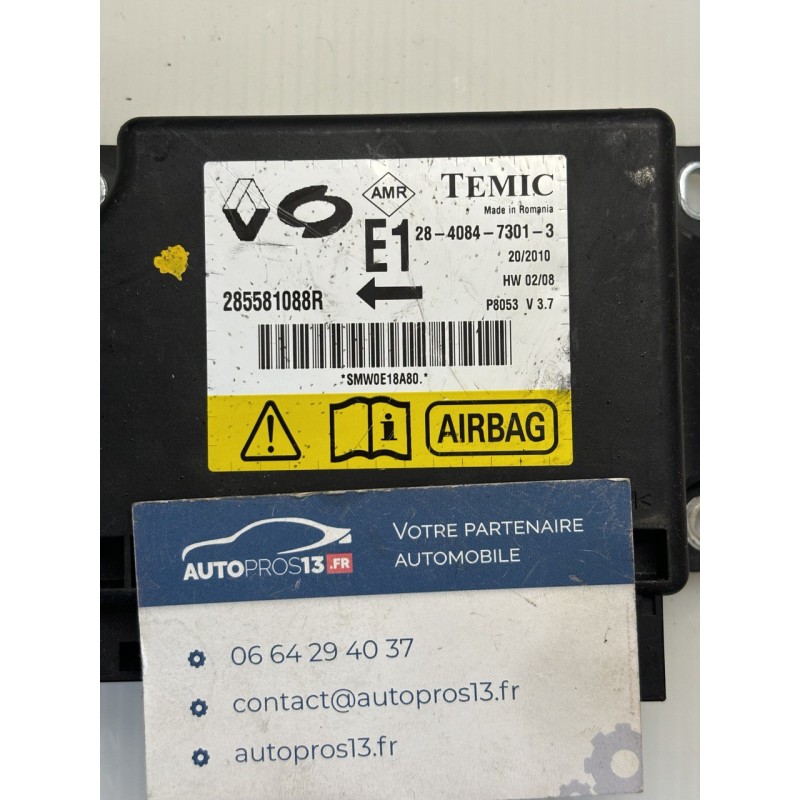 AMR
TEMIC
Made in Romania
E1
28-4084-7301-3
20/2010
HW 02/08
285581088R
P8053 V 3.7
*SMW0E18A80.*
AIRBAG
AUTOPROS13.FR
VOTRE PARTENAIRE
AUTOMOBILE
06 64 29 40 37
contact@autopros13.fr
autopros13.fr